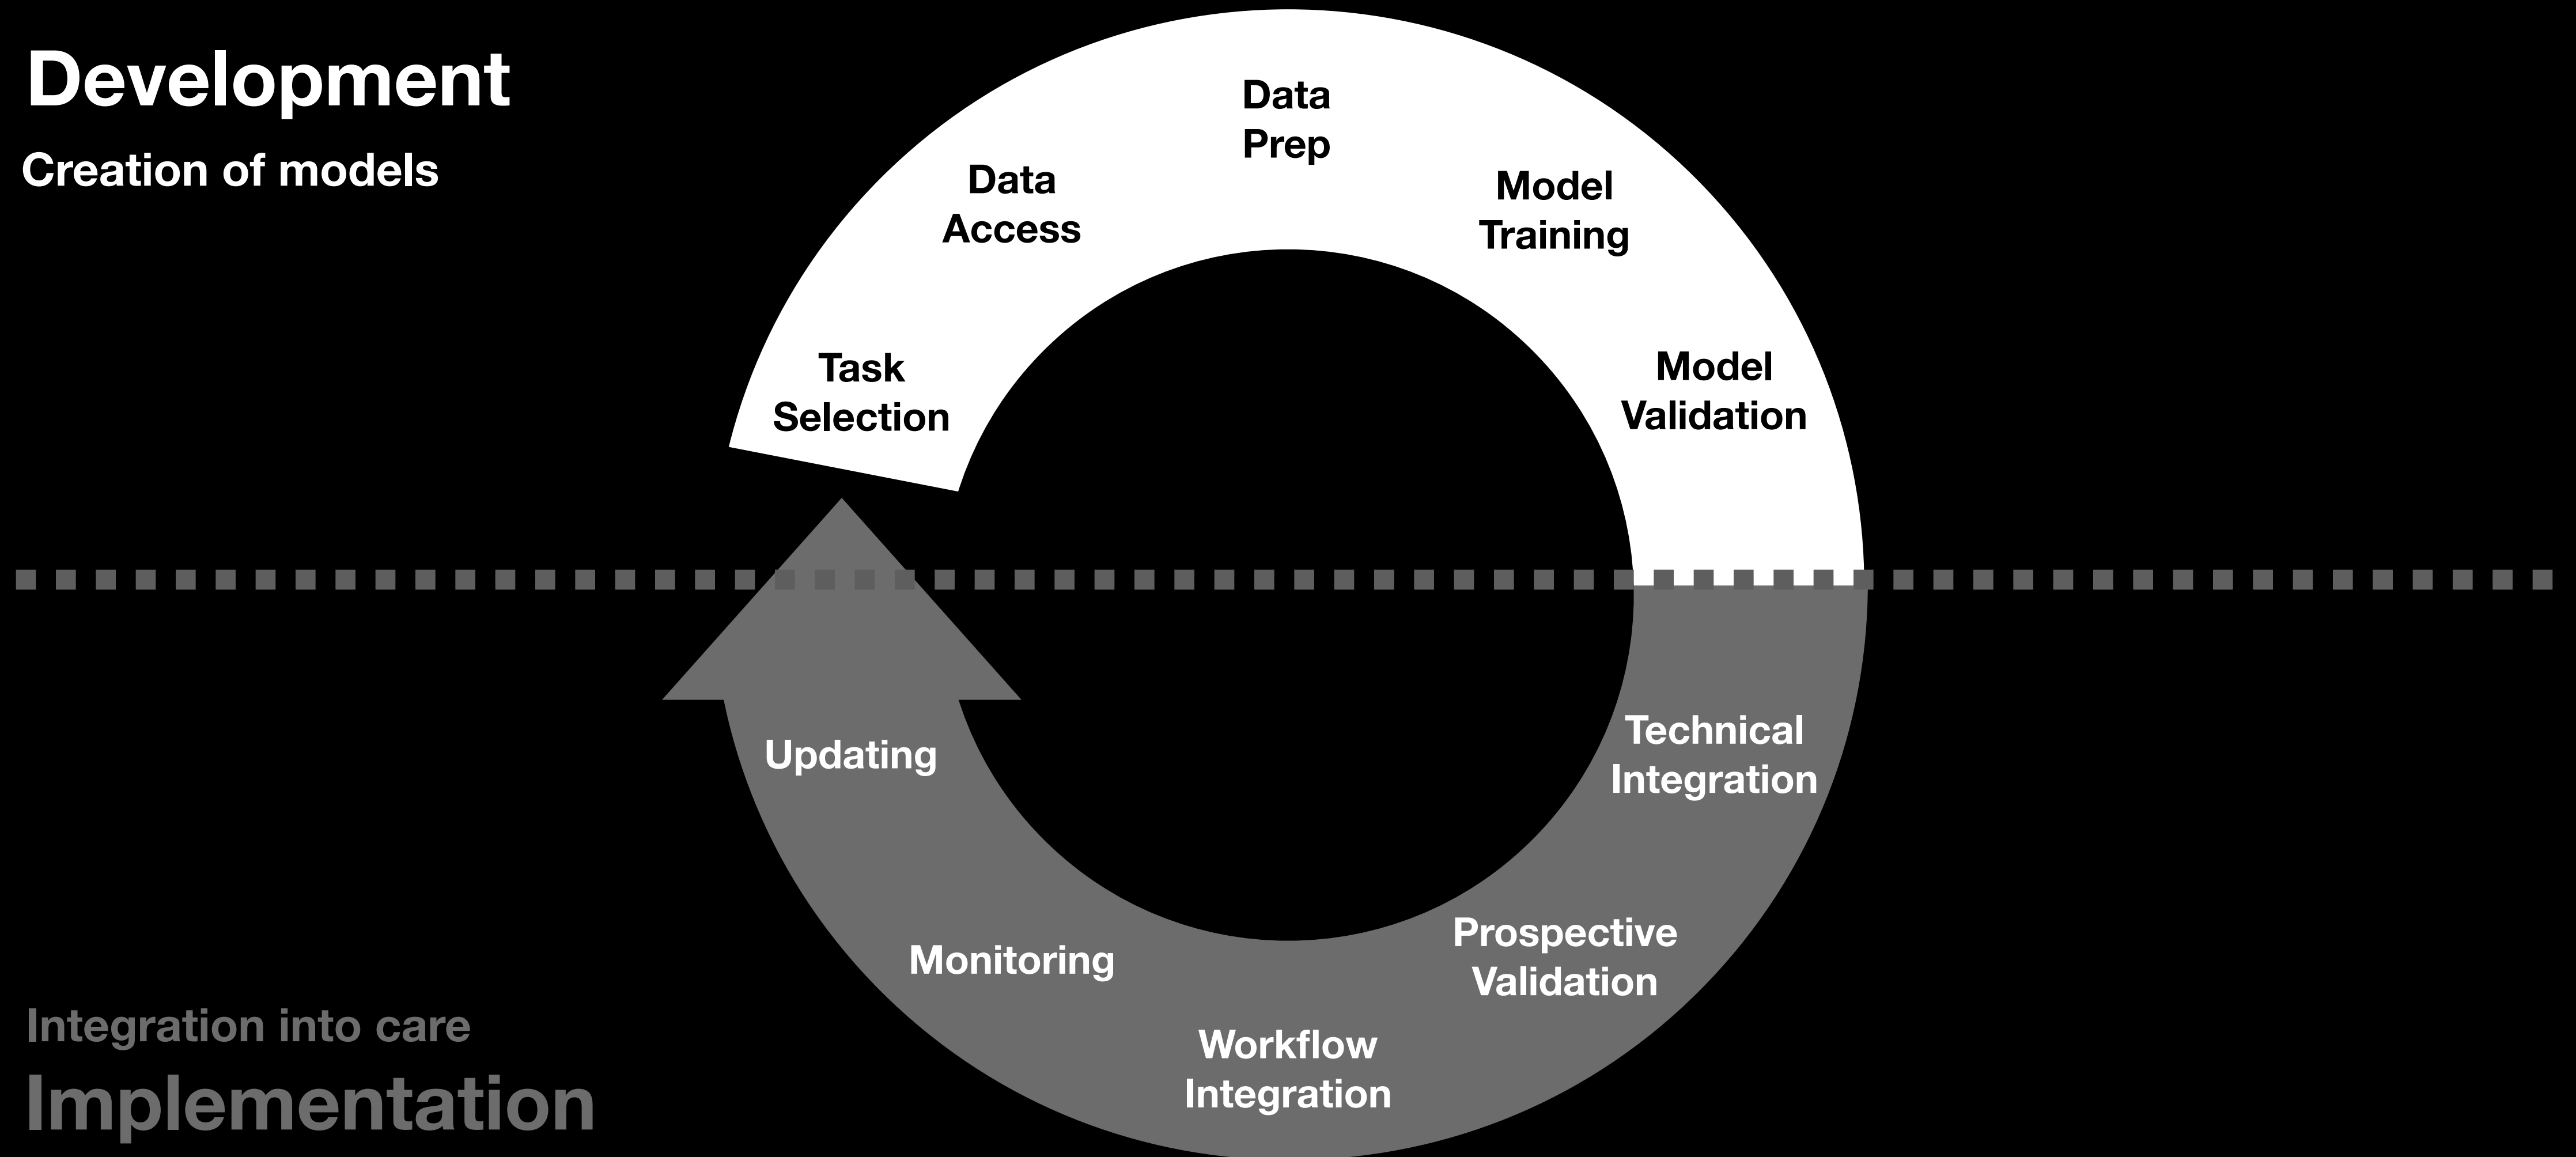 Development
Creation of models
Data
Prep
Data
Access
Model
Training
Task
Selection
Model
Validation
Technical
Integration
Updating
Prospective
Validation
Monitoring
Workflow
Integration
Integration into care
Implementation